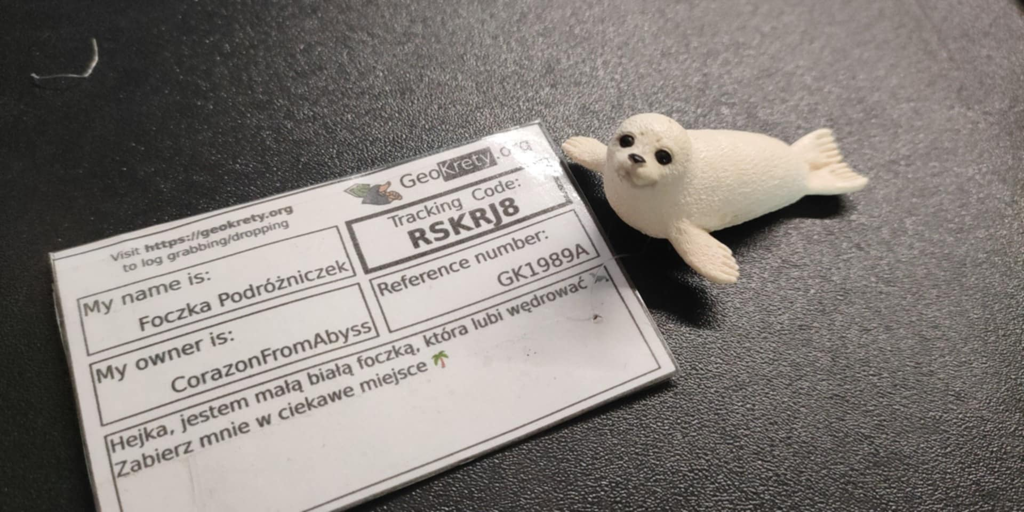 GeoKrety.org
Visit https://geokrety.org
to log grabbing/dropping
Tracking Code:
RSKRJ8
My name is:
Foczka Podróżniczek
Reference number:
GK1989A
My owner is:
CorazonFromAbyss
Hejka, jestem małą białą foczką, która lubi wędrować 🦭
Zabierz mnie w ciekawe miejsce 🌴